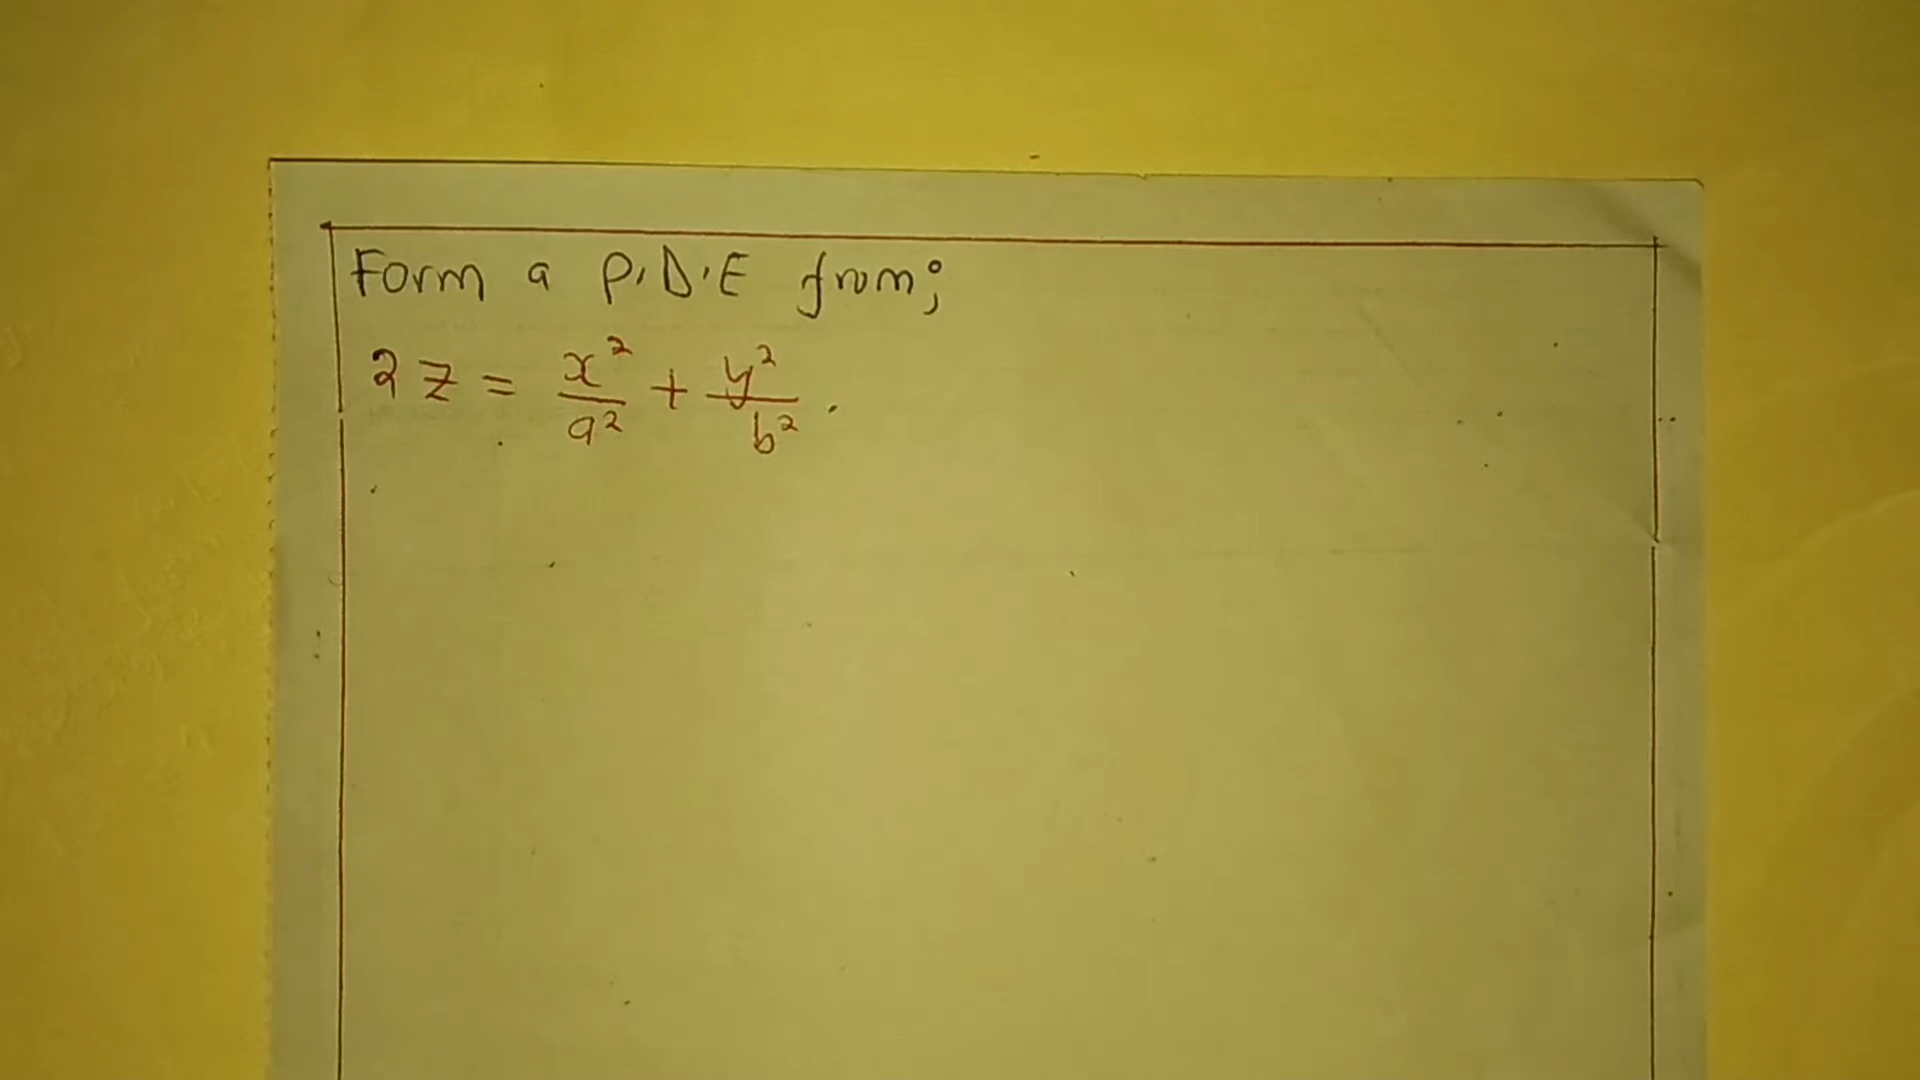 Form a P.D.E from;
2z = x²/a² + y²/b².